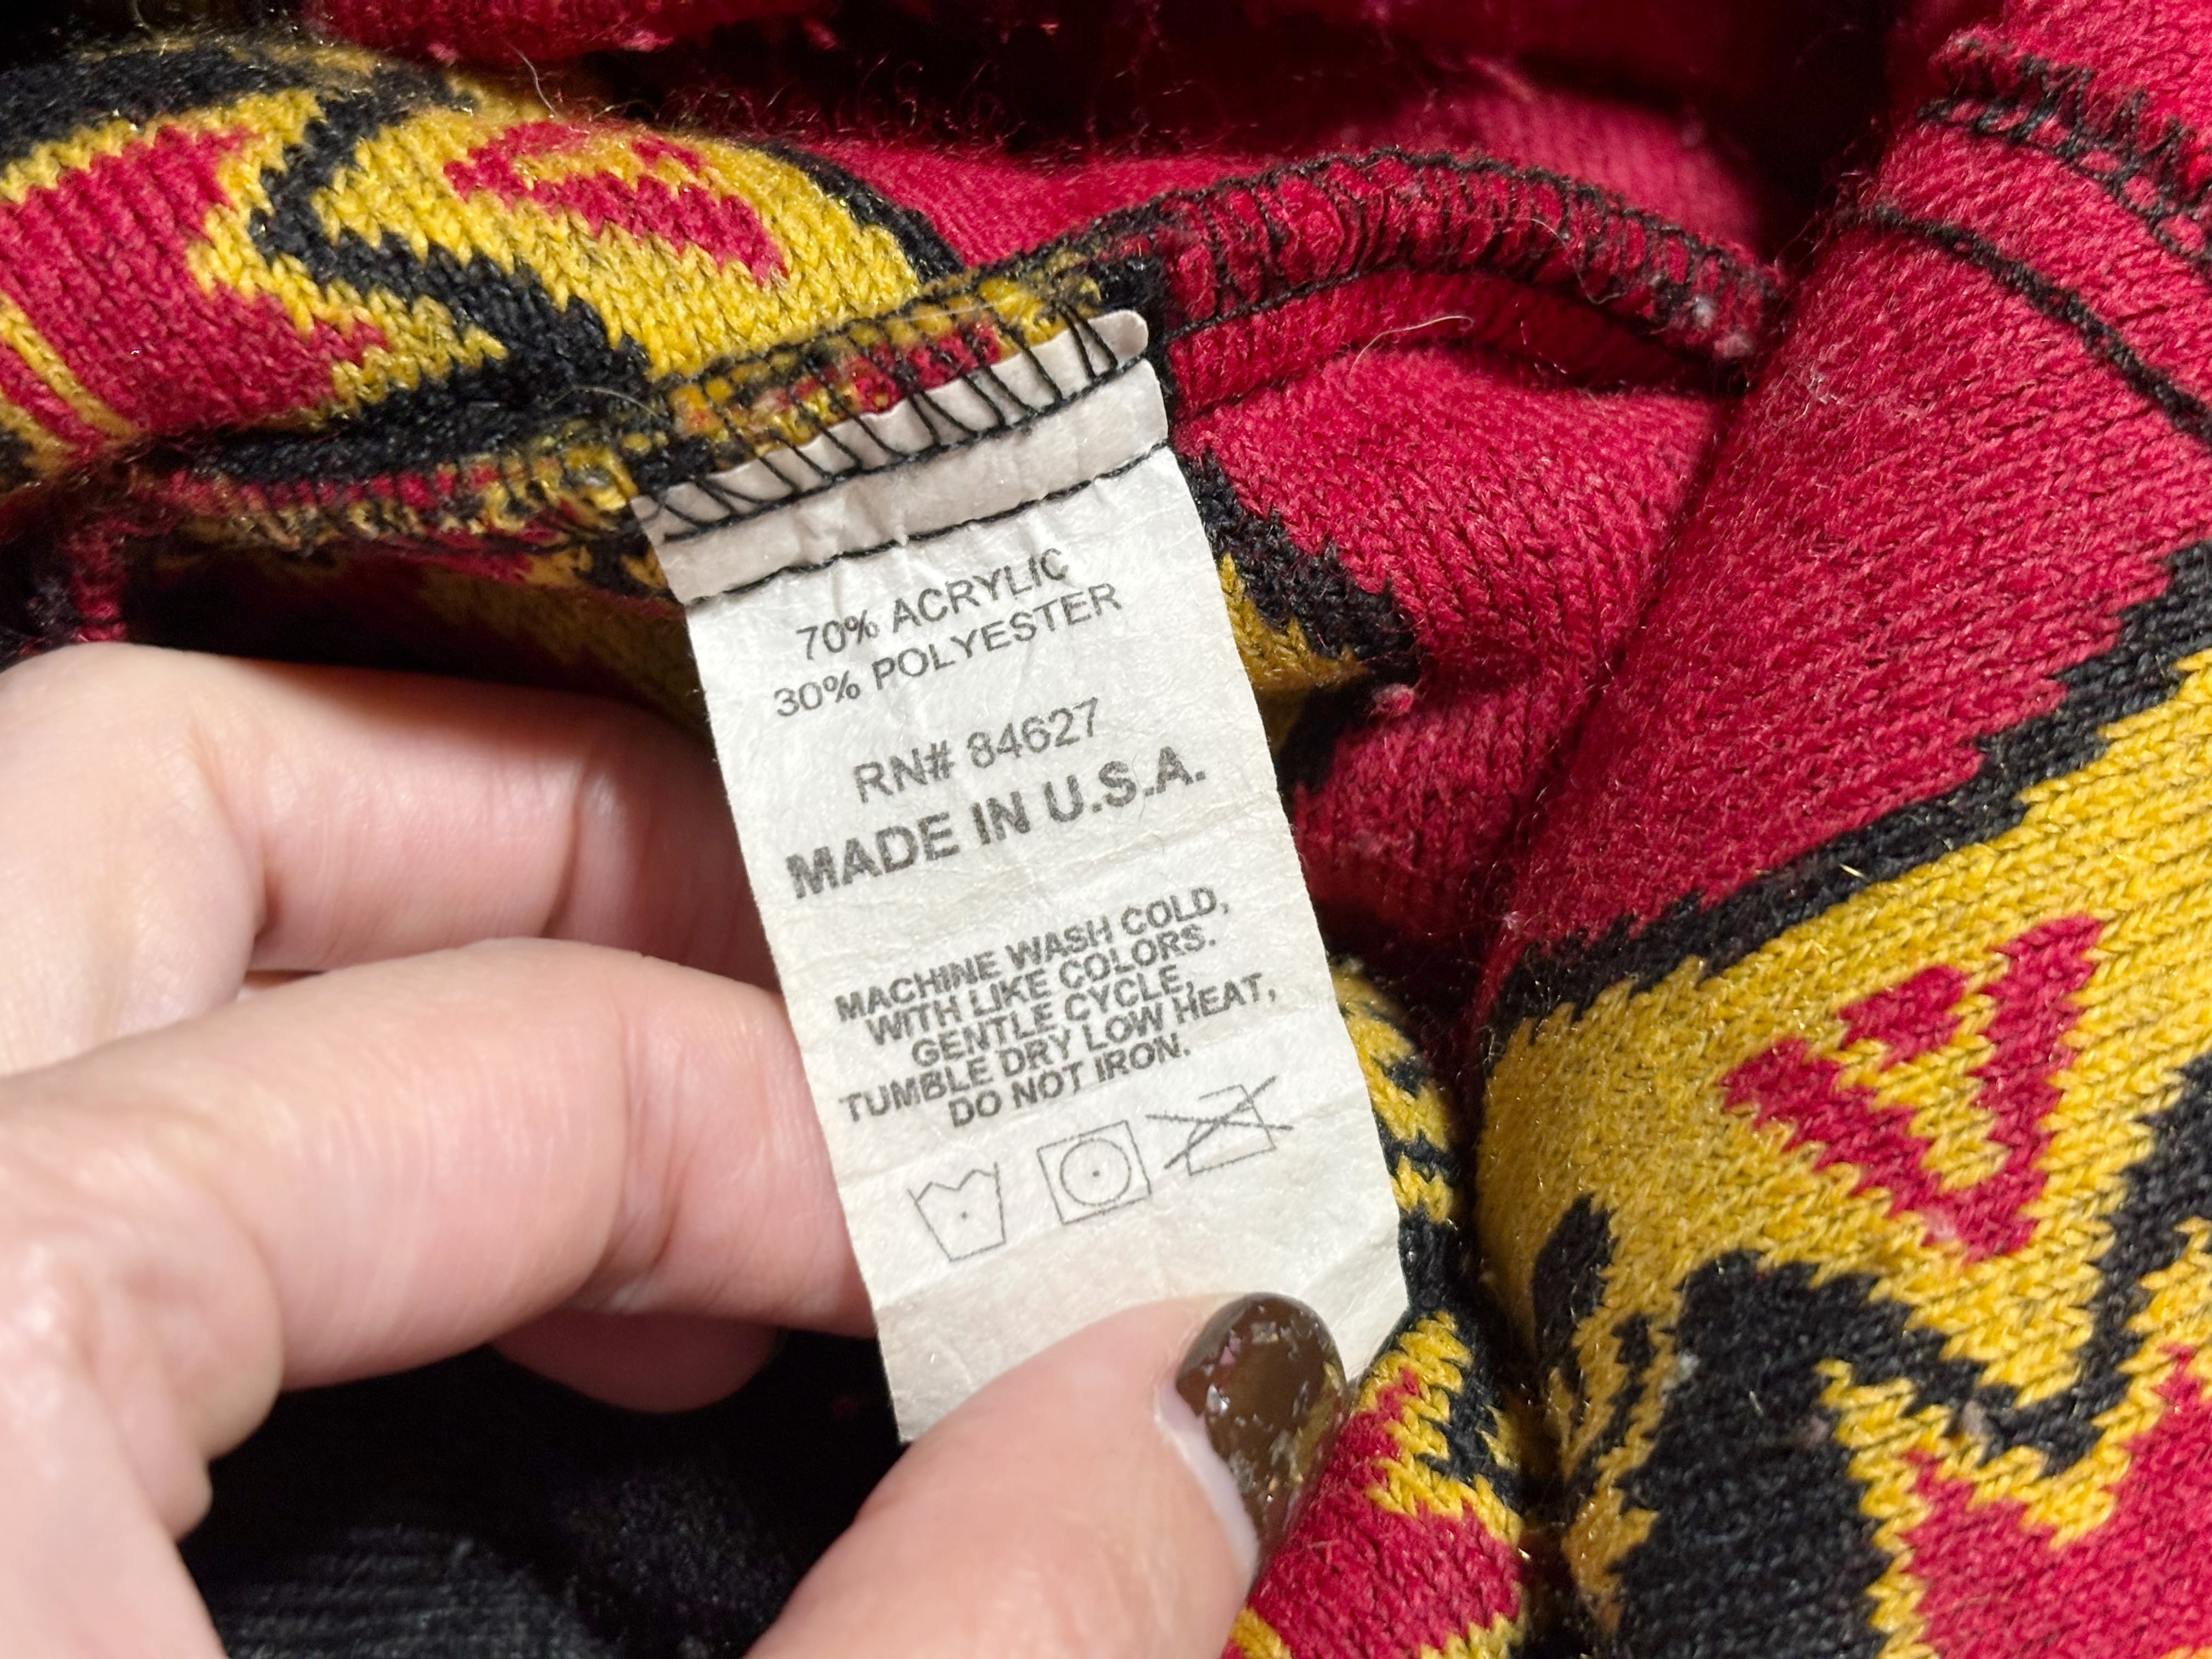 70% ACRYLIC
30% POLYESTER
RN# 84627
MADE IN U.S.A.
MACHINE WASH COLD,
WITH LIKE COLORS.
GENTLE CYCLE,
TUMBLE DRY LOW HEAT,
DO NOT IRON.